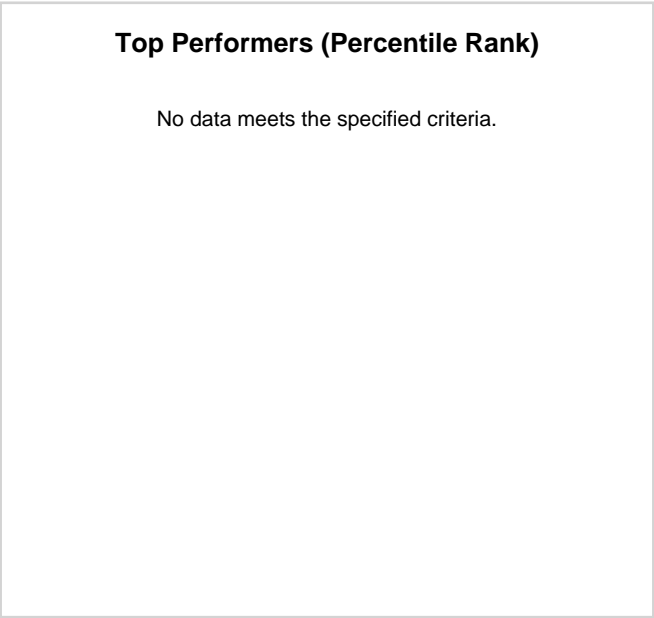 Top Performers (Percentile Rank)
No data meets the specified criteria.